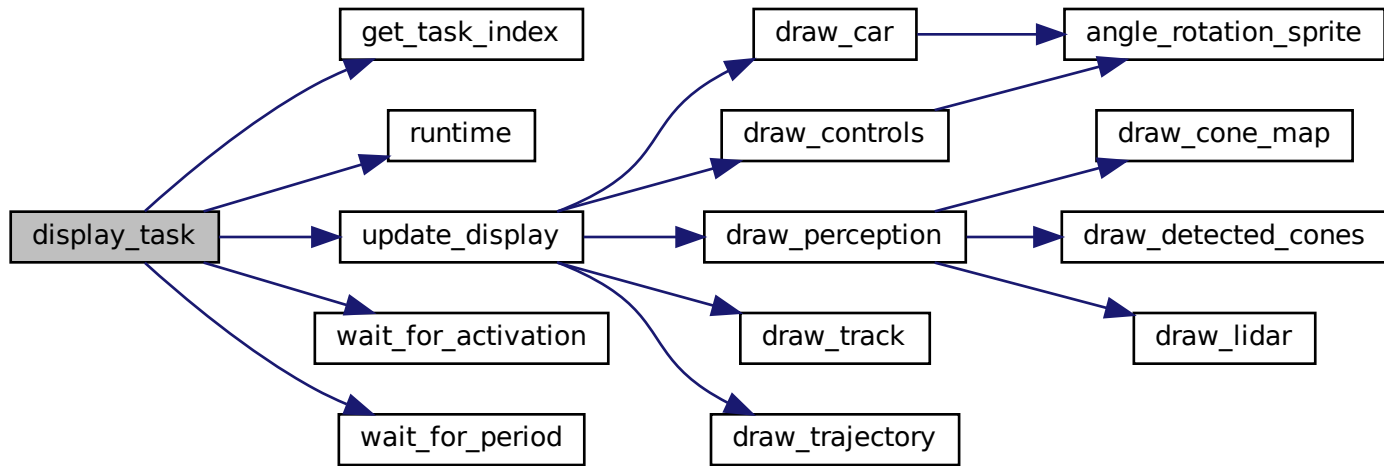 display_task
get_task_index
runtime
update_display
wait_for_activation
wait_for_period
draw_car
draw_controls
draw_perception
draw_track
draw_trajectory
angle_rotation_sprite
draw_cone_map
draw_detected_cones
draw_lidar